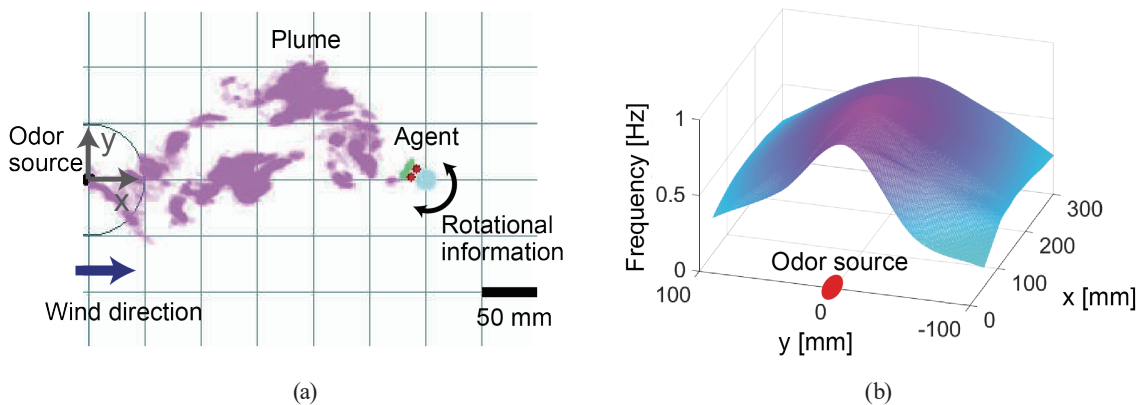 Plume
Odor
source
y
x
Agent
Rotational
information
Wind direction
50 mm
(a)
Frequency [Hz]
1
0.5
0
100
0
-100
y [mm]
Odor source
0
100
200
300
x [mm]
(b)